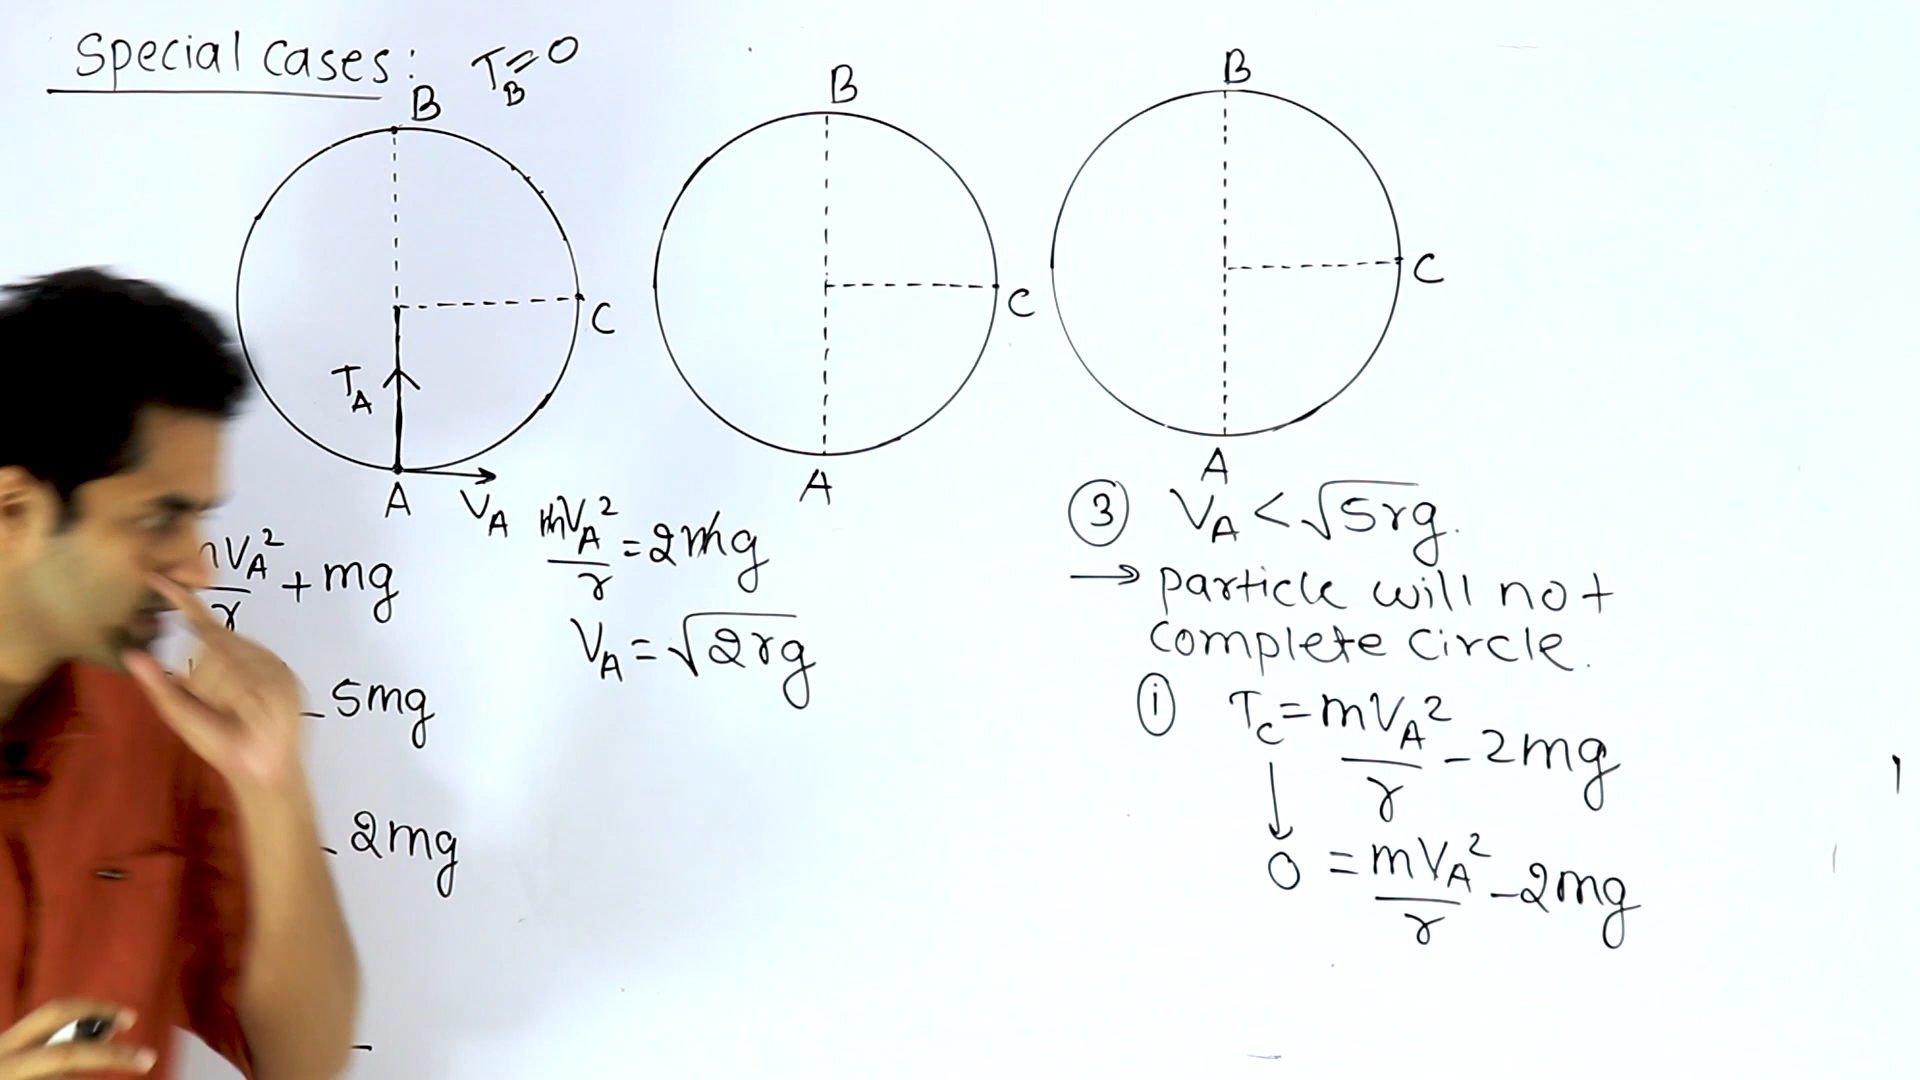 Special cases:
T_B = 0
B
C
T_A
A
V_A
mV_A²/r + mg
- 5mg
- 2mg
mV_A²/r = 2mg
V_A = √2rg
B
C
A
B
C
A
③ V_A < √5rg.
→ particle will not
complete circle.
ⓘ T_C = mV_A²/r - 2mg
↓
0 = mV_A²/r - 2mg